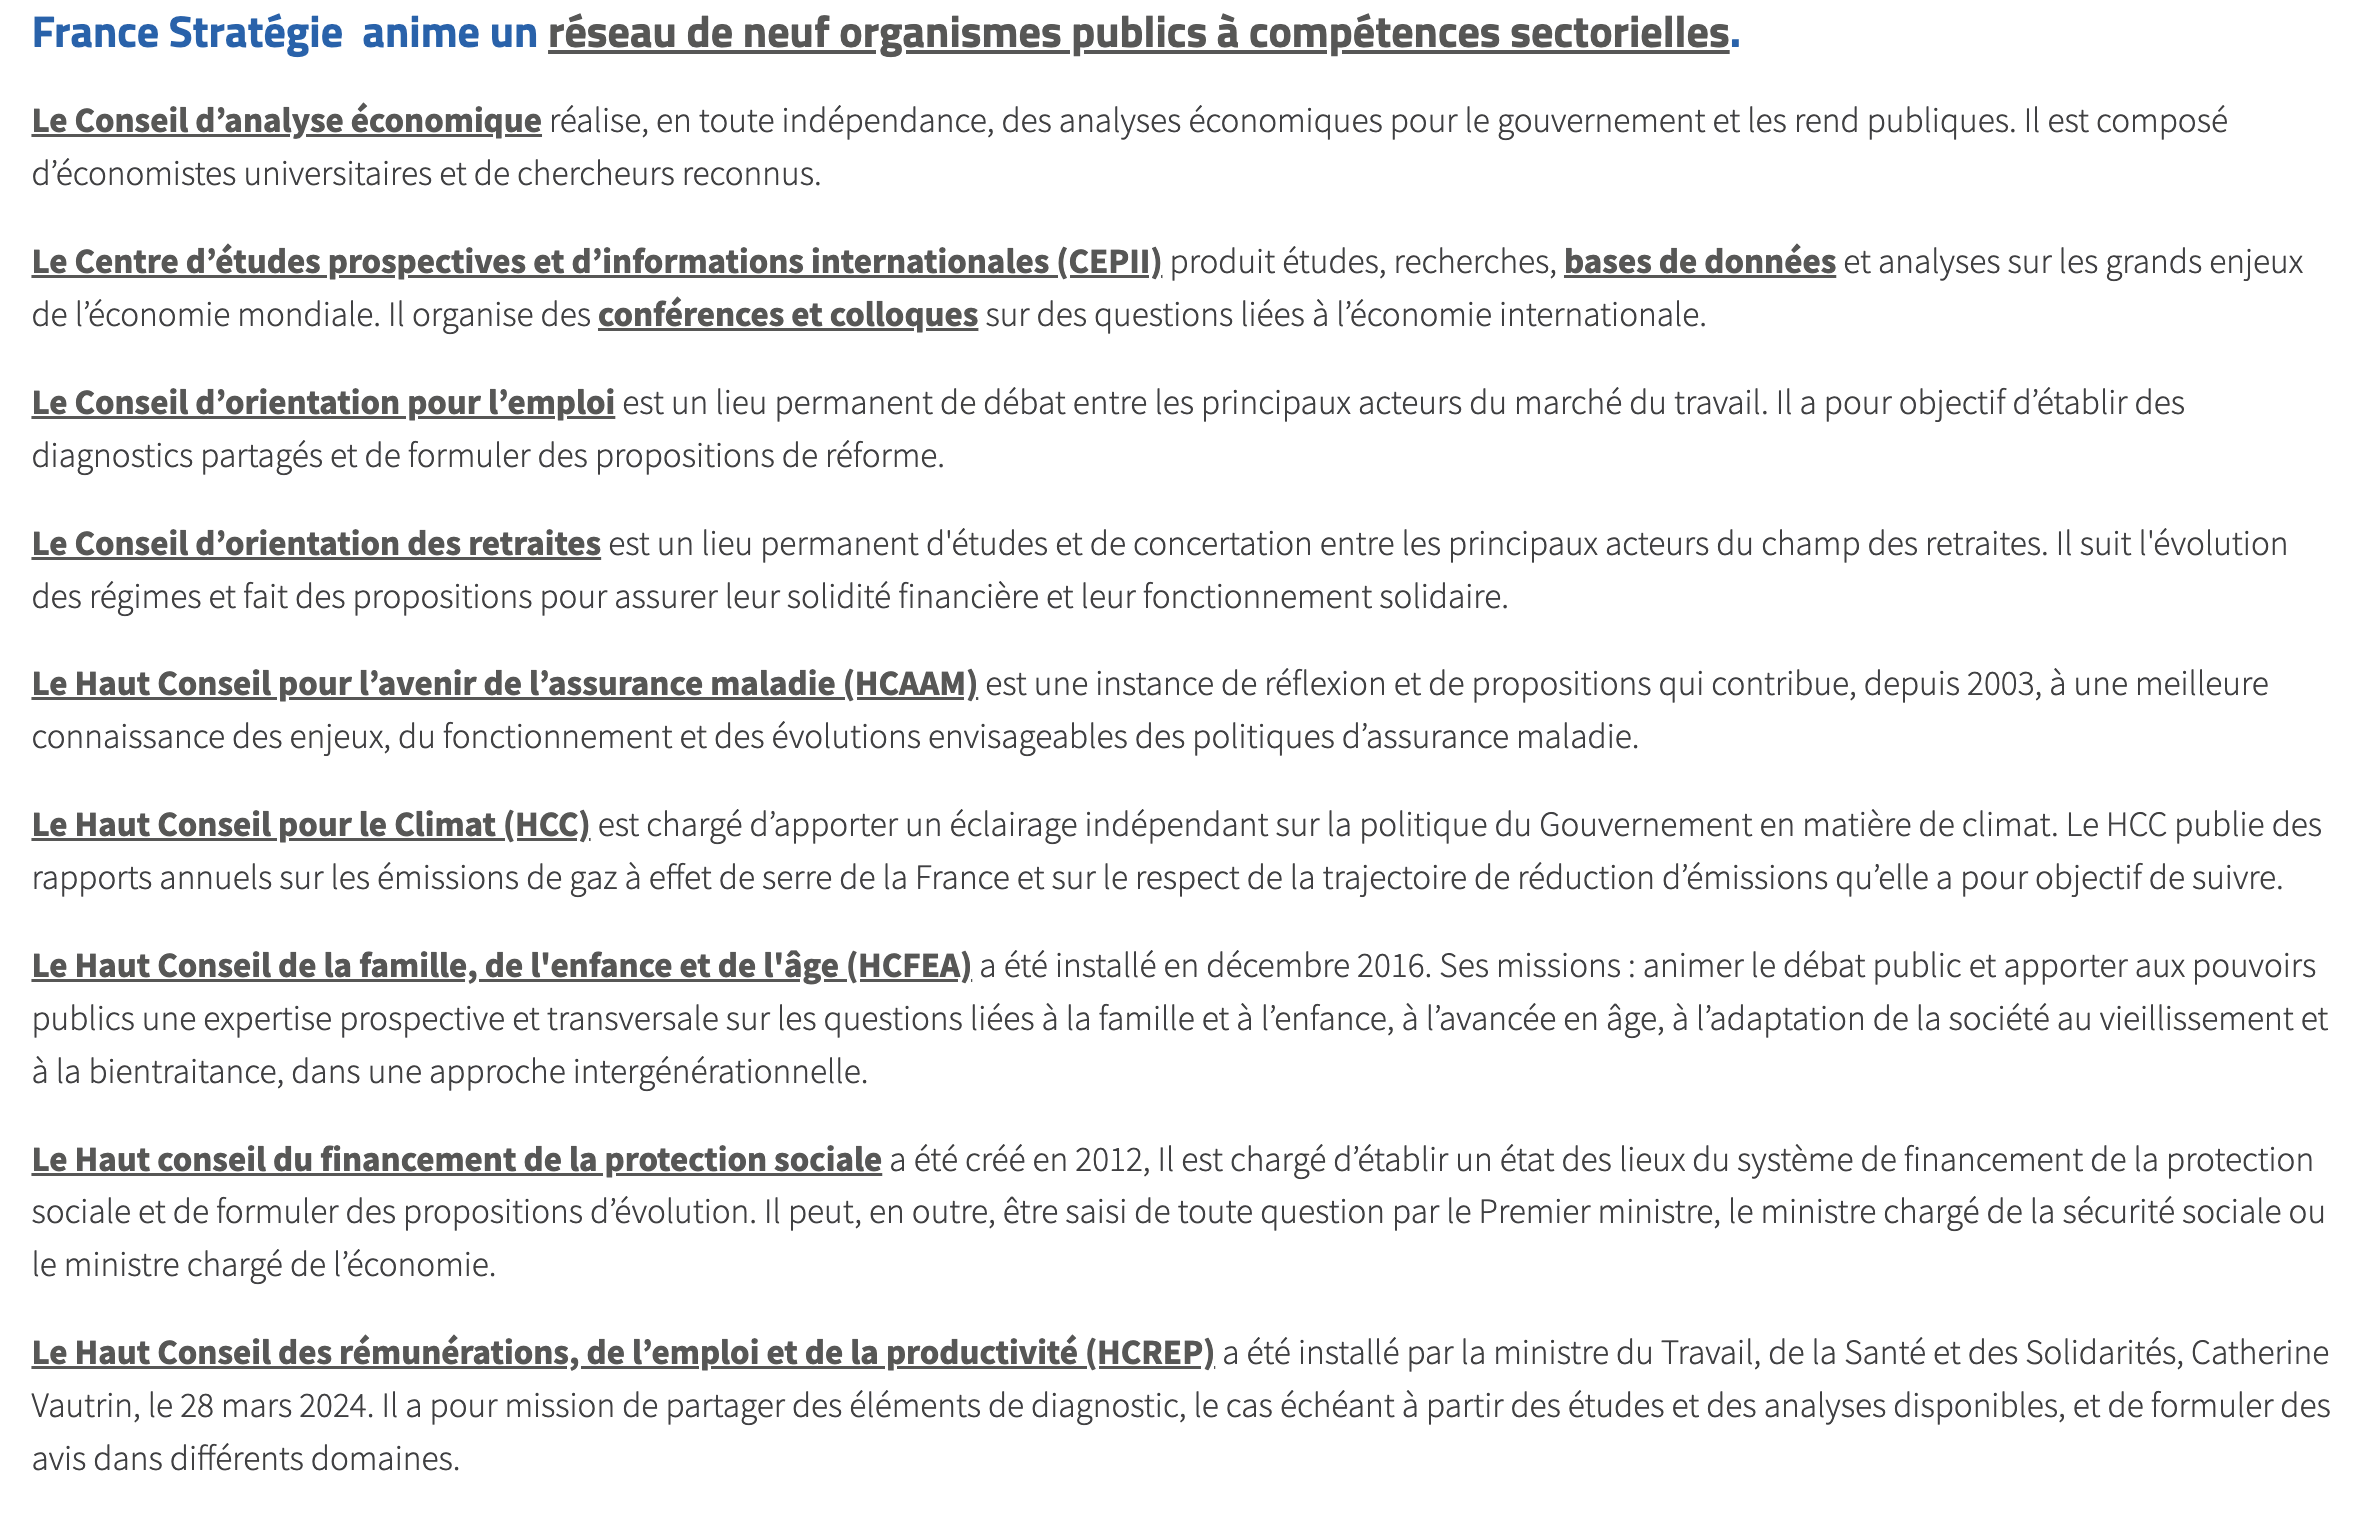 France Stratégie  anime un réseau de neuf organismes publics à compétences sectorielles.
Le Conseil d’analyse économique réalise, en toute indépendance, des analyses économiques pour le gouvernement et les rend publiques. Il est composé
d’économistes universitaires et de chercheurs reconnus.
Le Centre d’études prospectives et d’informations internationales (CEPII) produit études, recherches, bases de données et analyses sur les grands enjeux
de l’économie mondiale. Il organise des conférences et colloques sur des questions liées à l’économie internationale.
Le Conseil d’orientation pour l’emploi est un lieu permanent de débat entre les principaux acteurs du marché du travail. Il a pour objectif d’établir des
diagnostics partagés et de formuler des propositions de réforme.
Le Conseil d’orientation des retraites est un lieu permanent d'études et de concertation entre les principaux acteurs du champ des retraites. Il suit l'évolution
des régimes et fait des propositions pour assurer leur solidité financière et leur fonctionnement solidaire.
Le Haut Conseil pour l’avenir de l’assurance maladie (HCAAM) est une instance de réflexion et de propositions qui contribue, depuis 2003, à une meilleure
connaissance des enjeux, du fonctionnement et des évolutions envisageables des politiques d’assurance maladie.
Le Haut Conseil pour le Climat (HCC) est chargé d’apporter un éclairage indépendant sur la politique du Gouvernement en matière de climat. Le HCC publie des
rapports annuels sur les émissions de gaz à effet de serre de la France et sur le respect de la trajectoire de réduction d’émissions qu’elle a pour objectif de suivre.
Le Haut Conseil de la famille, de l'enfance et de l'âge (HCFEA) a été installé en décembre 2016. Ses missions : animer le débat public et apporter aux pouvoirs
publics une expertise prospective et transversale sur les questions liées à la famille et à l’enfance, à l’avancée en âge, à l’adaptation de la société au vieillissement et
à la bientraitance, dans une approche intergénérationnelle.
Le Haut conseil du financement de la protection sociale a été créé en 2012, Il est chargé d’établir un état des lieux du système de financement de la protection
sociale et de formuler des propositions d’évolution. Il peut, en outre, être saisi de toute question par le Premier ministre, le ministre chargé de la sécurité sociale ou
le ministre chargé de l’économie.
Le Haut Conseil des rémunérations, de l’emploi et de la productivité (HCREP) a été installé par la ministre du Travail, de la Santé et des Solidarités, Catherine
Vautrin, le 28 mars 2024. Il a pour mission de partager des éléments de diagnostic, le cas échéant à partir des études et des analyses disponibles, et de formuler des
avis dans différents domaines.